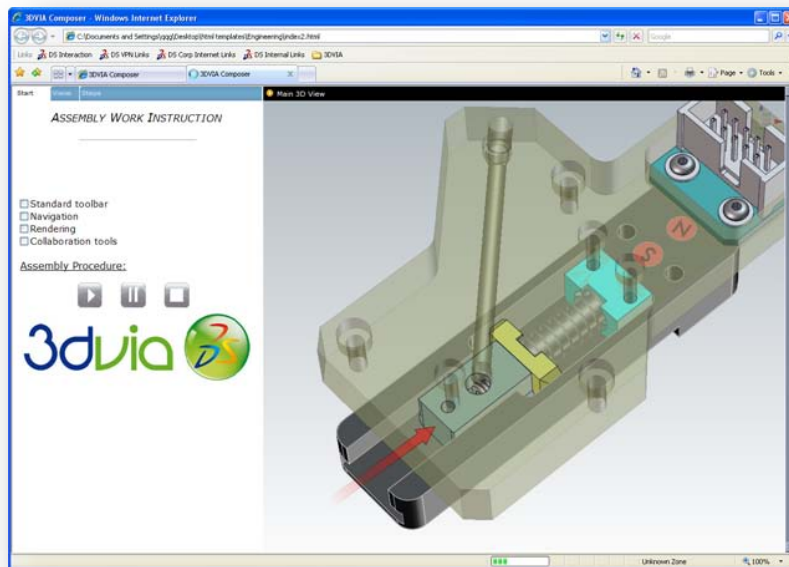 3DVIA Composer - Windows Internet Explorer
C:\Documents and Settings\qqq\Desktop\html templates\Engineering\index2.html
Google
Links DS Interaction DS VPN Links DS Corp Internet Links DS Internal Links 3DVIA
3DVIA Composer 3DVIA Composer Page Tools
Start Views Steps Main 3D View
ASSEMBLY WORK INSTRUCTION
Standard toolbar
Navigation
Rendering
Collaboration tools
Assembly Procedure:
3dvia
N
S
Unknown Zone 100%